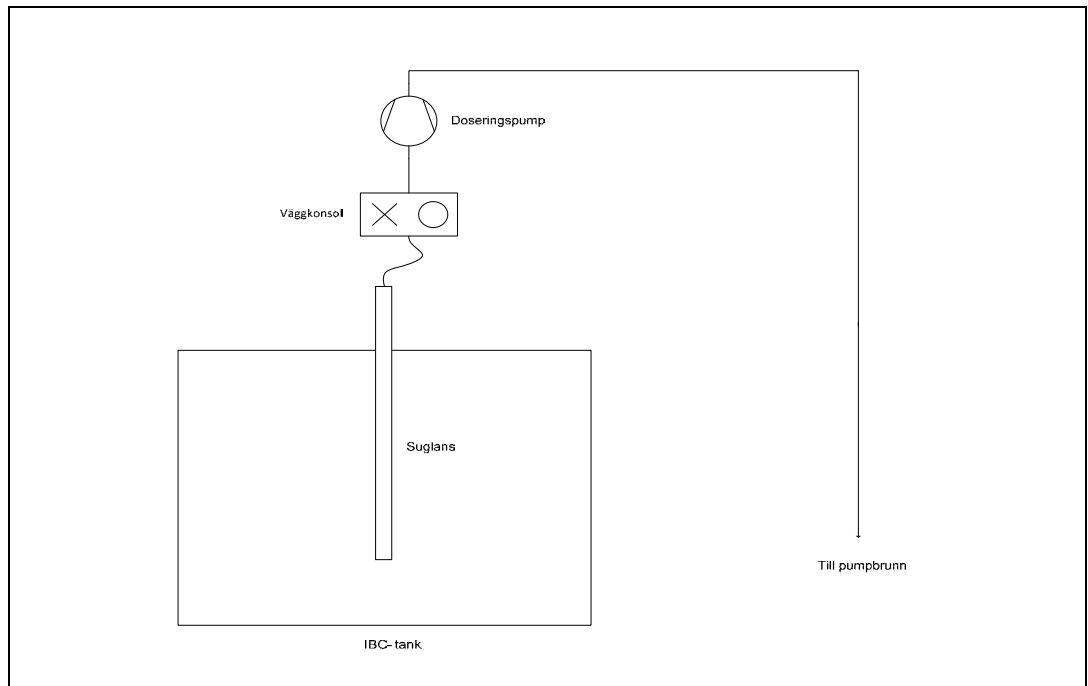 Doseringspump
Väggkonsol
Suglans
Till pumpbrunn
IBC-tank